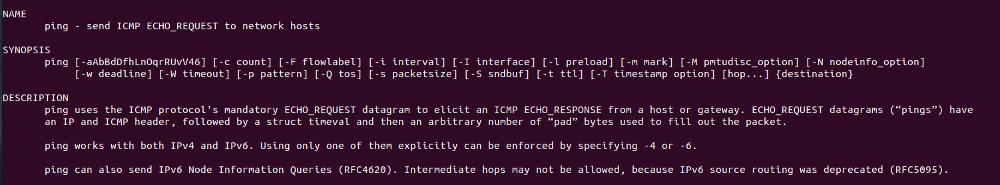 NAME
ping - send ICMP ECHO_REQUEST to network hosts
SYNOPSIS
ping [-aAbBdDfhLnOqrRUvV46] [-c count] [-F flowlabel] [-i interval] [-I interface] [-l preload] [-m mark] [-M pmtudisc_option] [-N nodeinfo_option]
[-w deadline] [-W timeout] [-p pattern] [-Q tos] [-s packetsize] [-S sndbuf] [-t ttl] [-T timestamp option] [hop...] {destination}
DESCRIPTION
ping uses the ICMP protocol's mandatory ECHO_REQUEST datagram to elicit an ICMP ECHO_RESPONSE from a host or gateway. ECHO_REQUEST datagrams (“pings”) have
an IP and ICMP header, followed by a struct timeval and then an arbitrary number of “pad” bytes used to fill out the packet.
ping works with both IPv4 and IPv6. Using only one of them explicitly can be enforced by specifying -4 or -6.
ping can also send IPv6 Node Information Queries (RFC4620). Intermediate hops may not be allowed, because IPv6 source routing was deprecated (RFC5095).